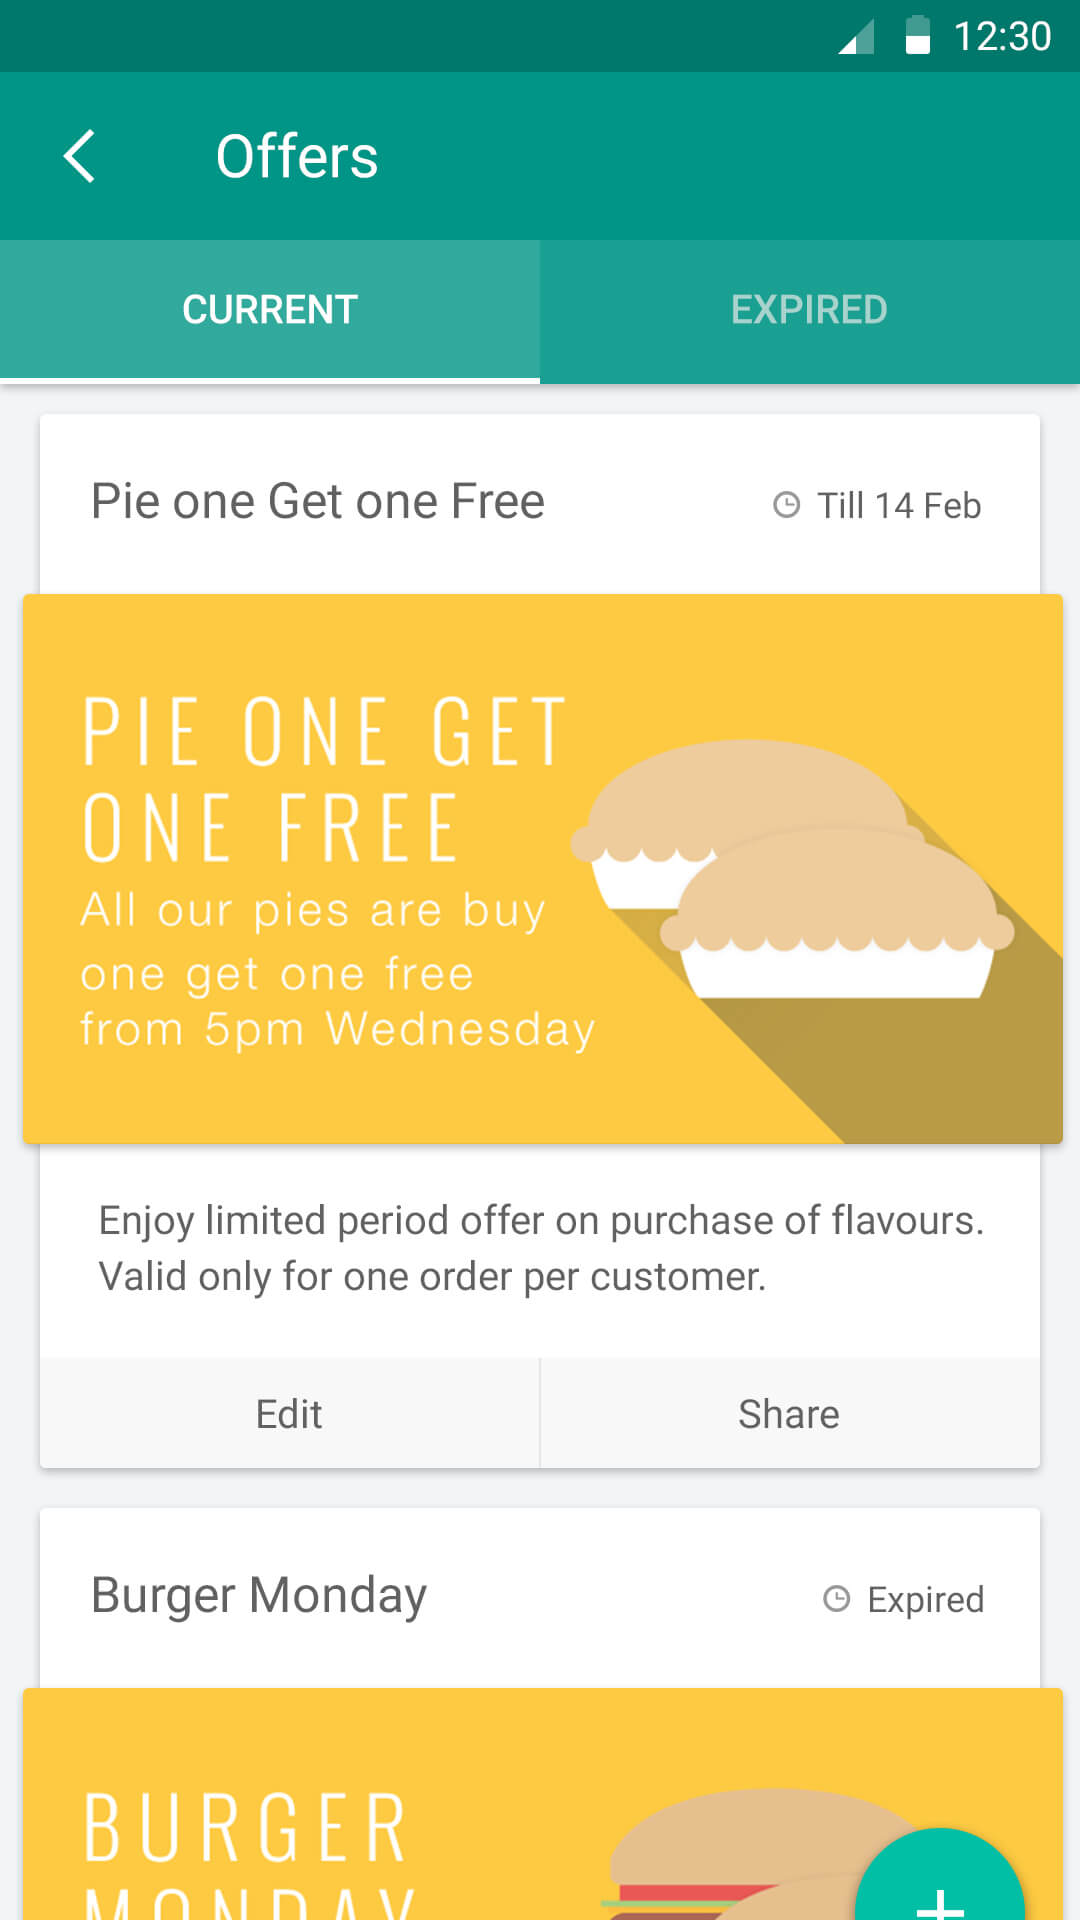 12:30
Offers
CURRENT
EXPIRED
Pie one Get one Free
Till 14 Feb
PIE ONE GET
ONE FREE
All our pies are buy
one get one free
from 5pm Wednesday
Enjoy limited period offer on purchase of flavours.
Valid only for one order per customer.
Edit
Share
Burger Monday
Expired
BURGER
MONDAY